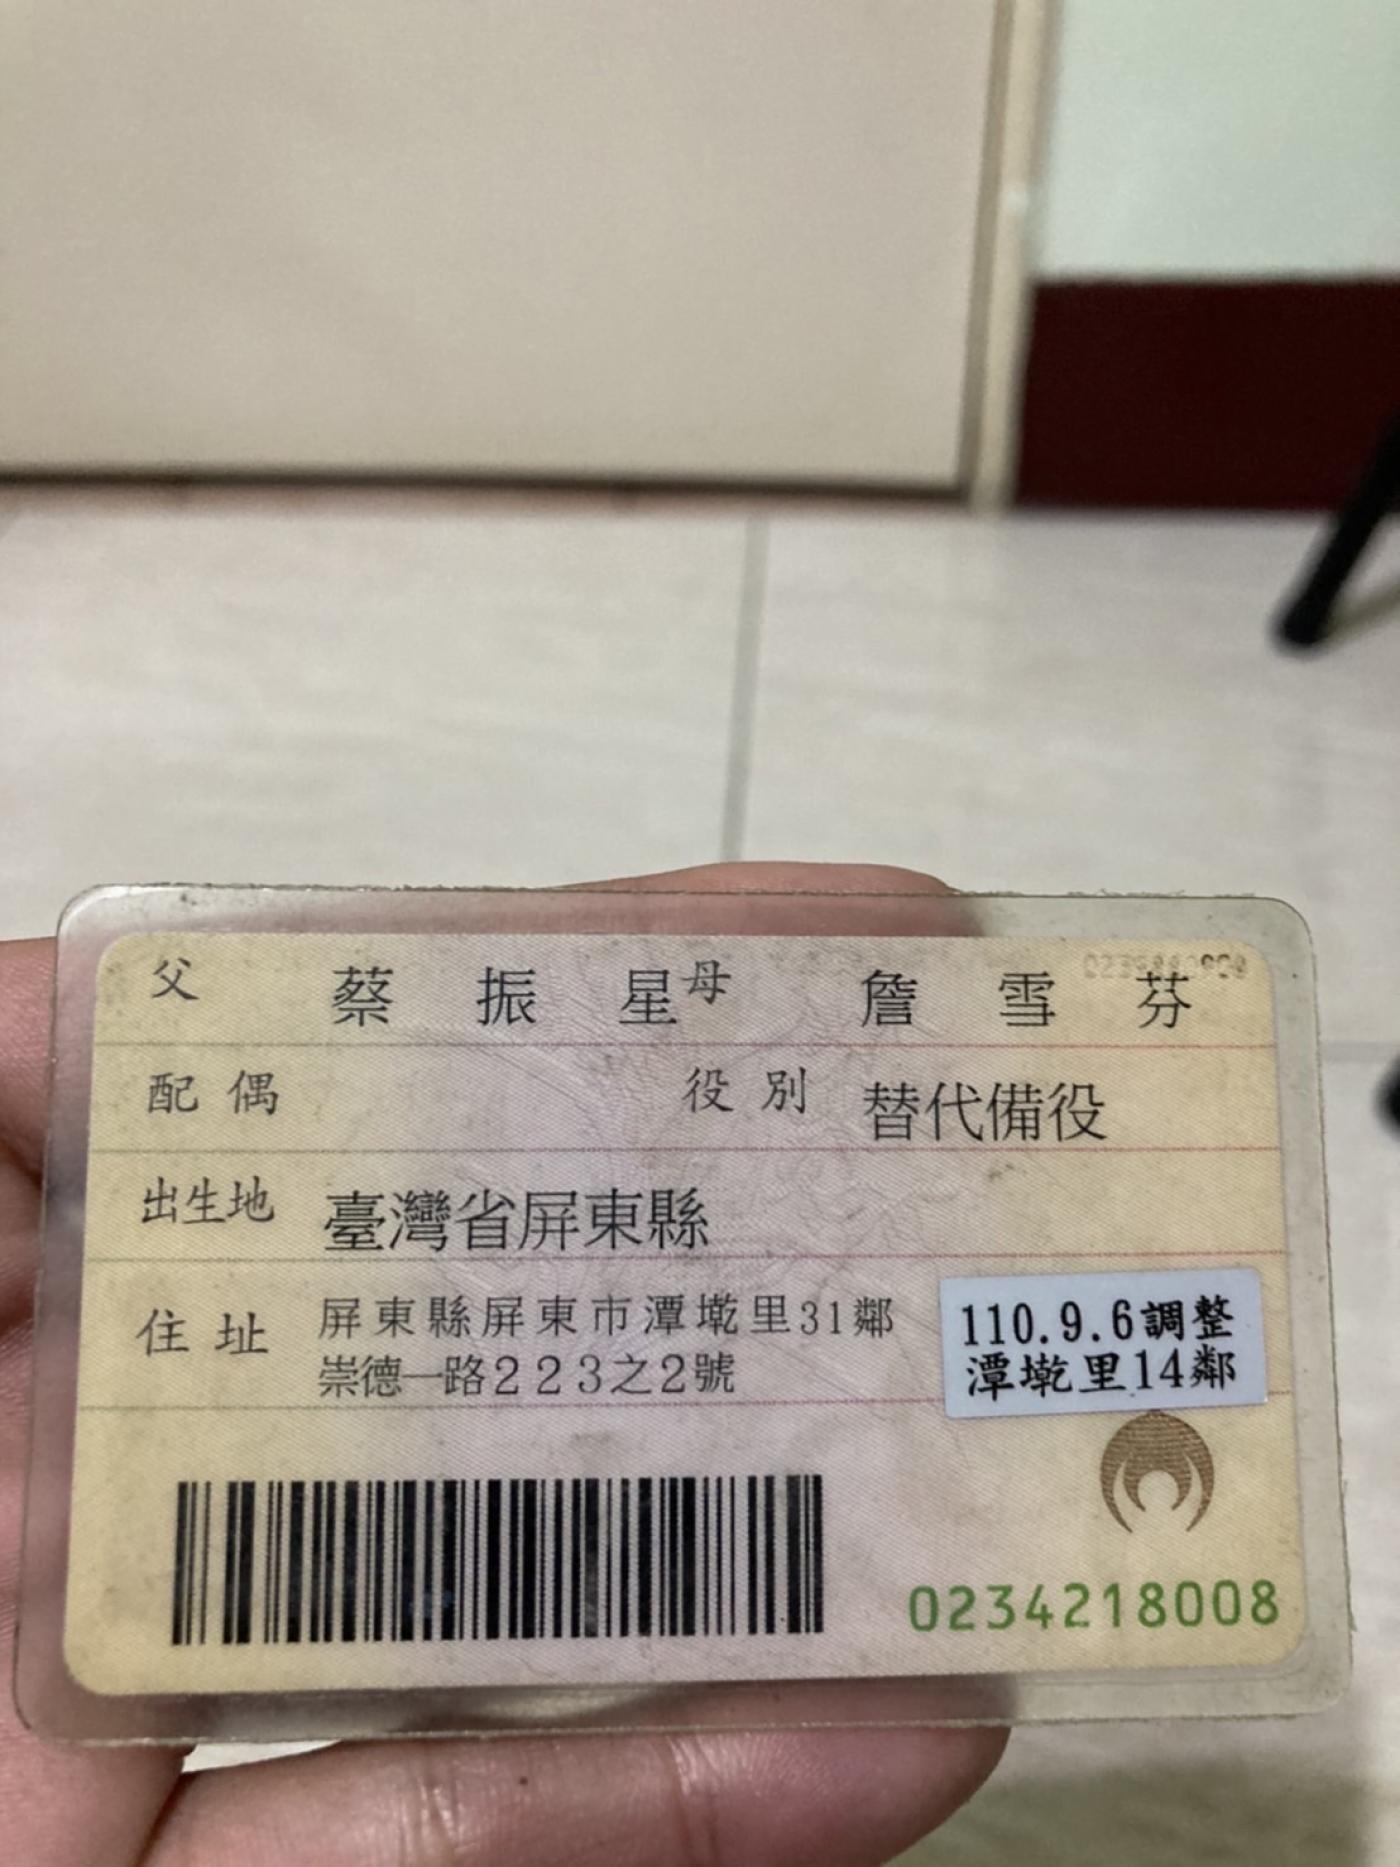 父 蔡振星 母 詹雪芬
配偶 役別 替代備役
出生地 臺灣省屏東縣
住址 屏東縣屏東市潭墘里31鄰
崇德一路223之2號
110.9.6調整
潭墘里14鄰
0234218008